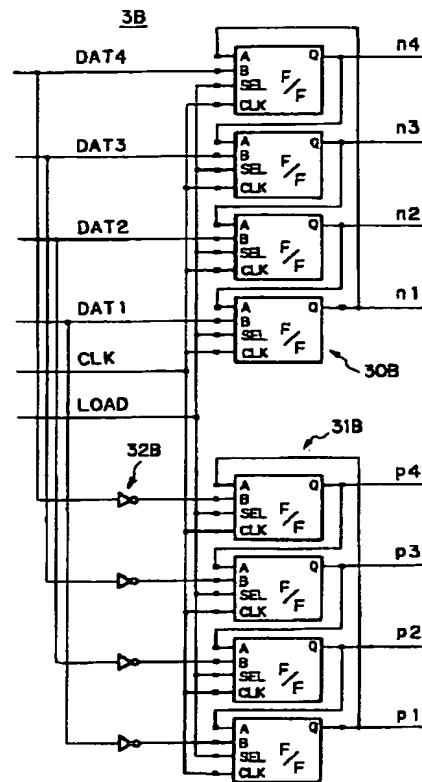 3B
DAT4
A Q n4
B F/F
SEL
CLK
DAT3
A Q n3
B F/F
SEL
CLK
DAT2
A Q n2
B F/F
SEL
CLK
DAT1
A Q n1
B F/F
SEL
CLK
CLK
30B
LOAD
32B
31B
A Q p4
B F/F
SEL
CLK
A Q p3
B F/F
SEL
CLK
A Q p2
B F/F
SEL
CLK
A Q p1
B F/F
SEL
CLK